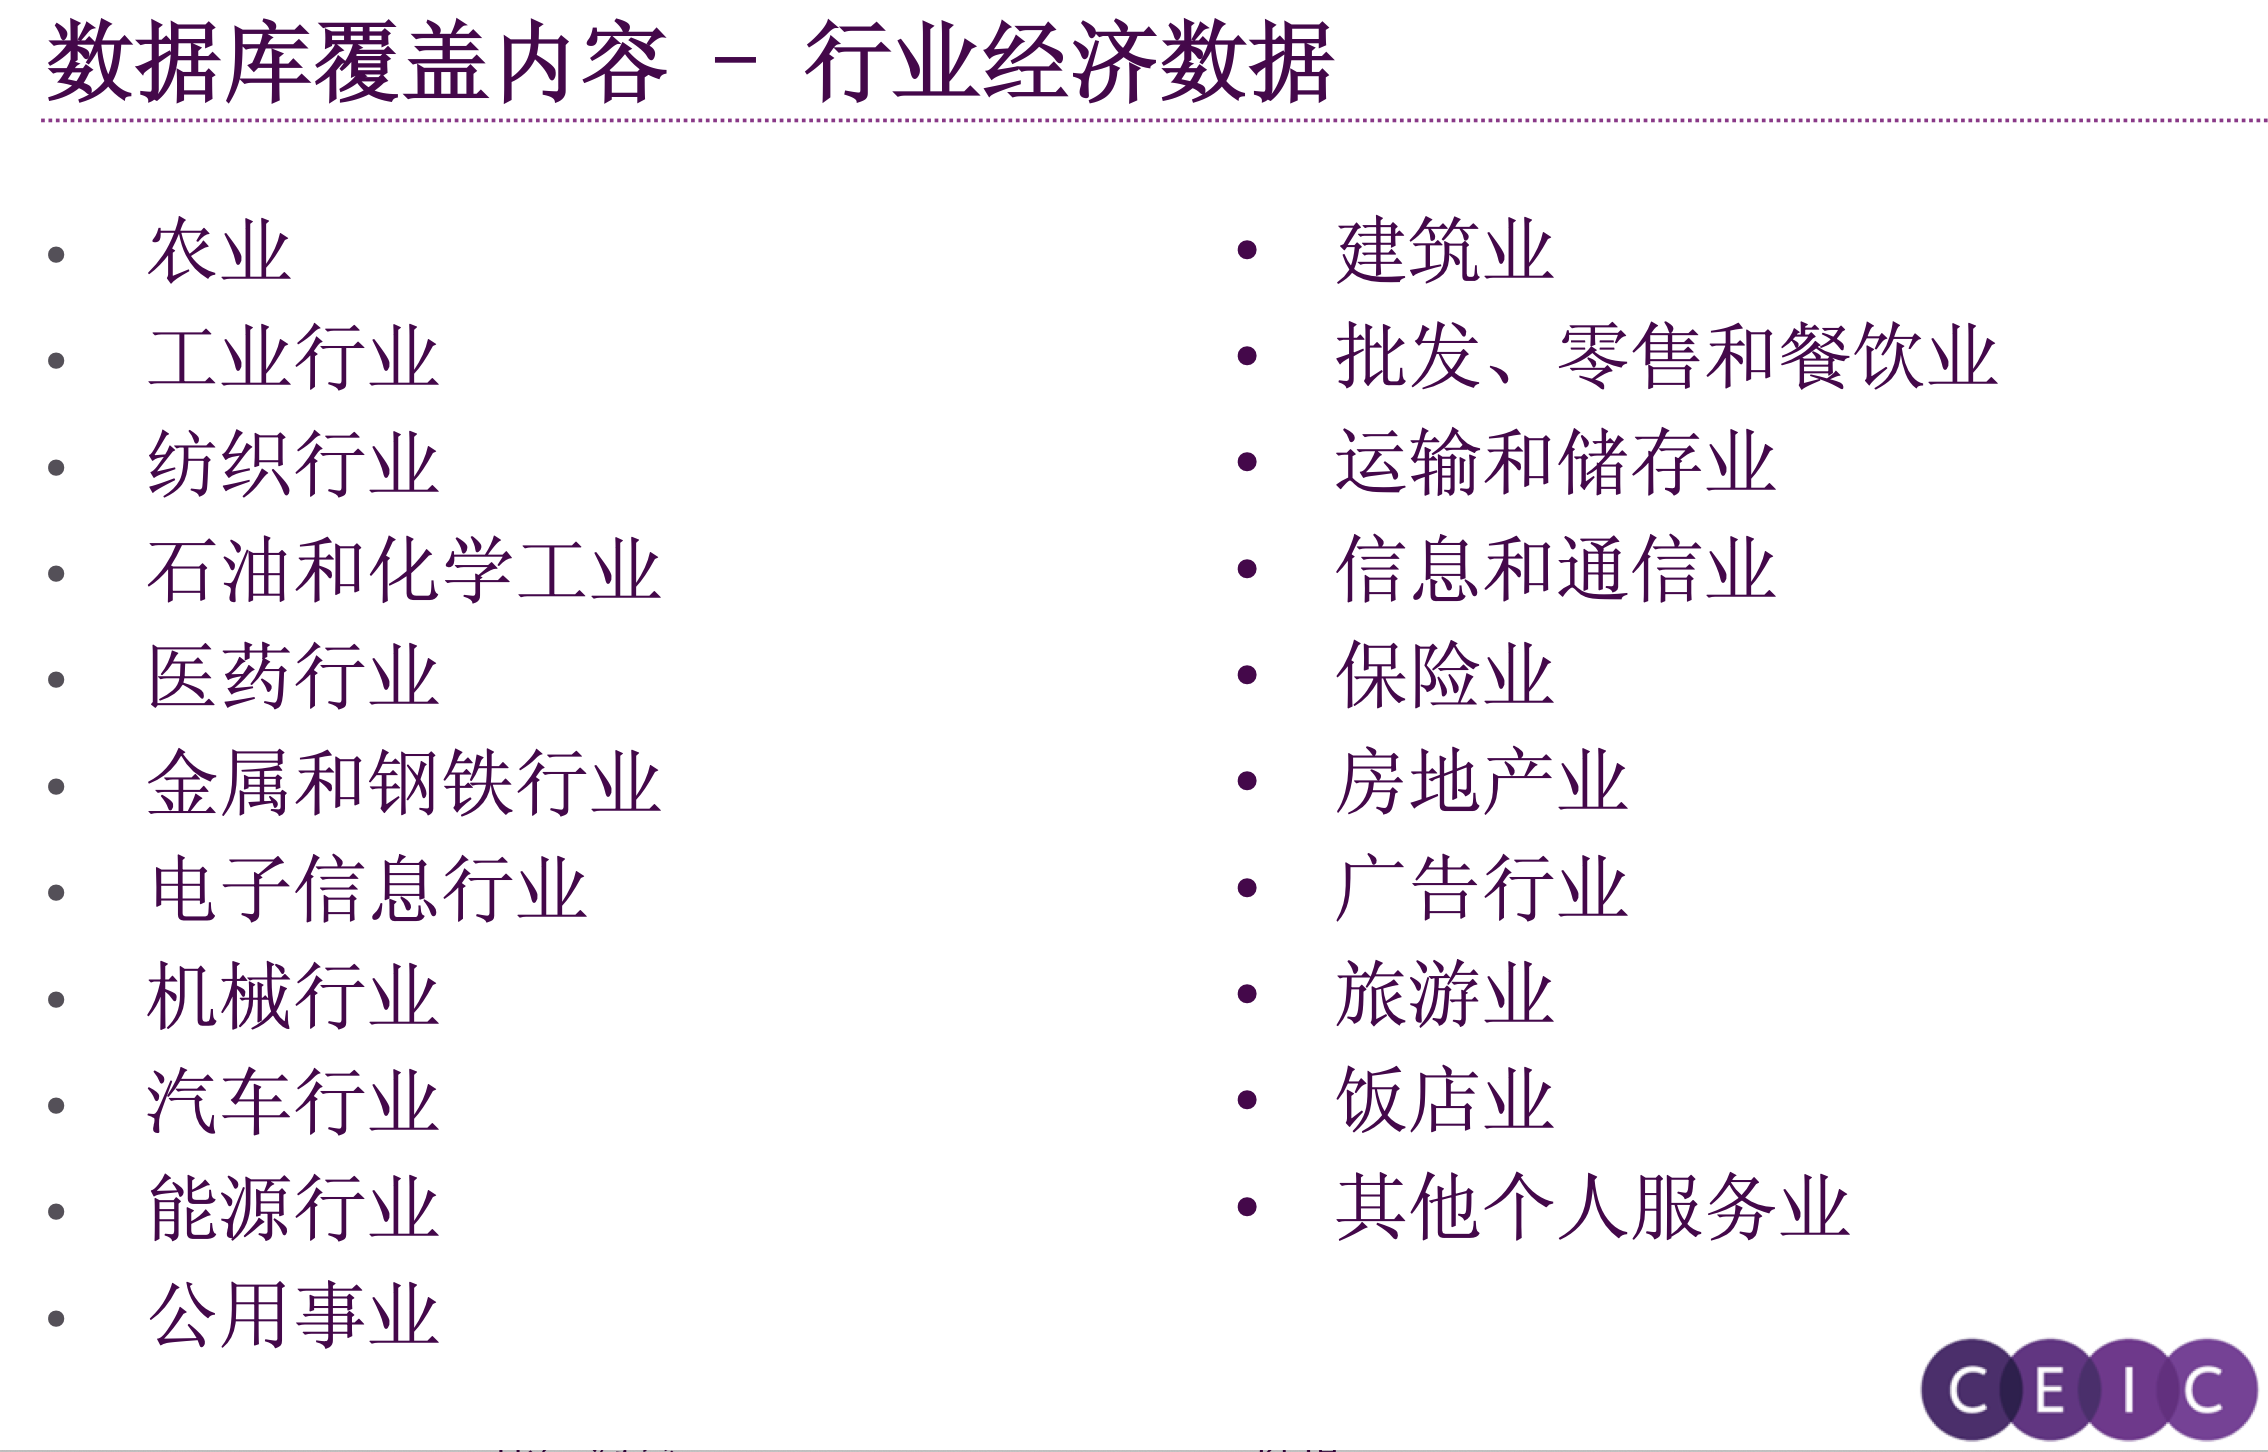 数据库覆盖内容 - 行业经济数据
• 农业
• 工业行业
• 纺织行业
• 石油和化学工业
• 医药行业
• 金属和钢铁行业
• 电子信息行业
• 机械行业
• 汽车行业
• 能源行业
• 公用事业
• 建筑业
• 批发、零售和餐饮业
• 运输和储存业
• 信息和通信业
• 保险业
• 房地产业
• 广告行业
• 旅游业
• 饭店业
• 其他个人服务业
CEIC